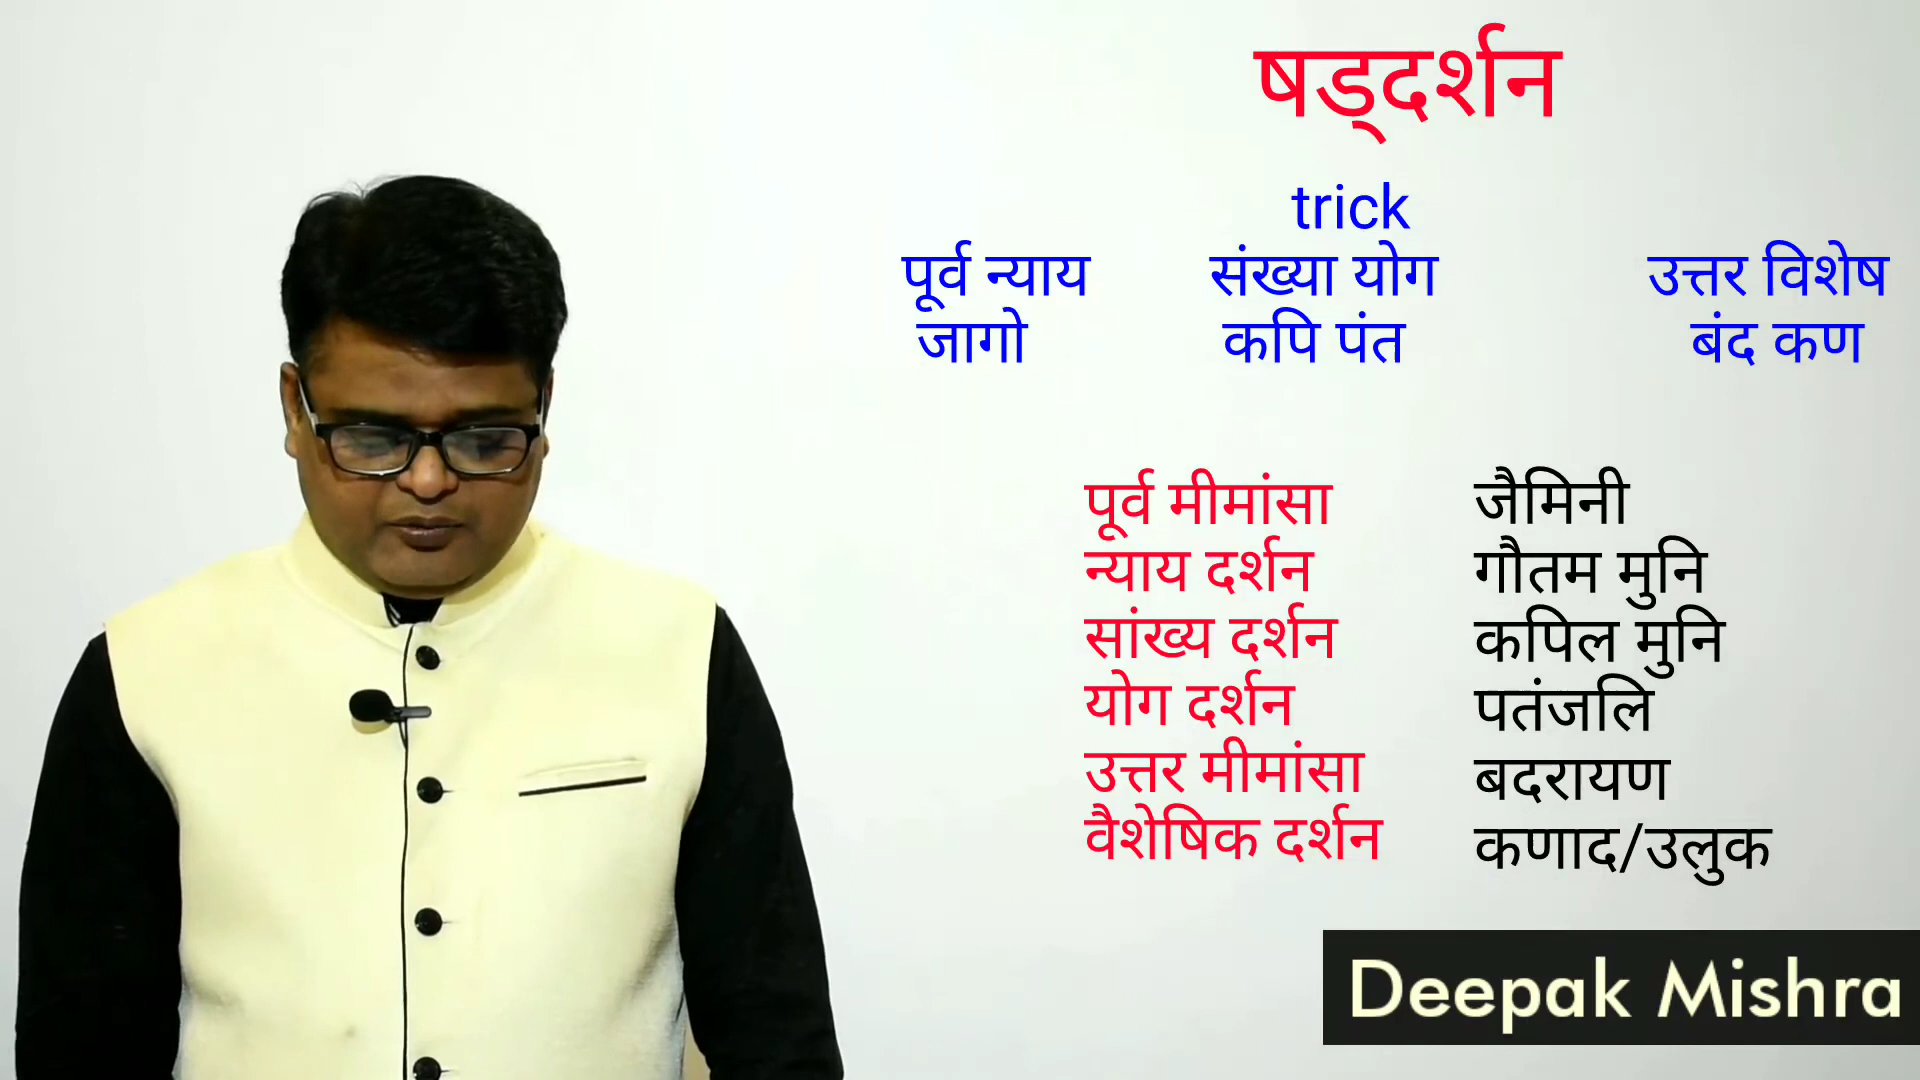 षड्दर्शन
trick
पूर्व न्याय संख्या योग उत्तर विशेष
जागो कपि पंत बंद कण
पूर्व मीमांसा जैमिनी
न्याय दर्शन गौतम मुनि
सांख्य दर्शन कपिल मुनि
योग दर्शन पतंजलि
उत्तर मीमांसा बदरायण
वैशेषिक दर्शन कणाद/उलुक
Deepak Mishra